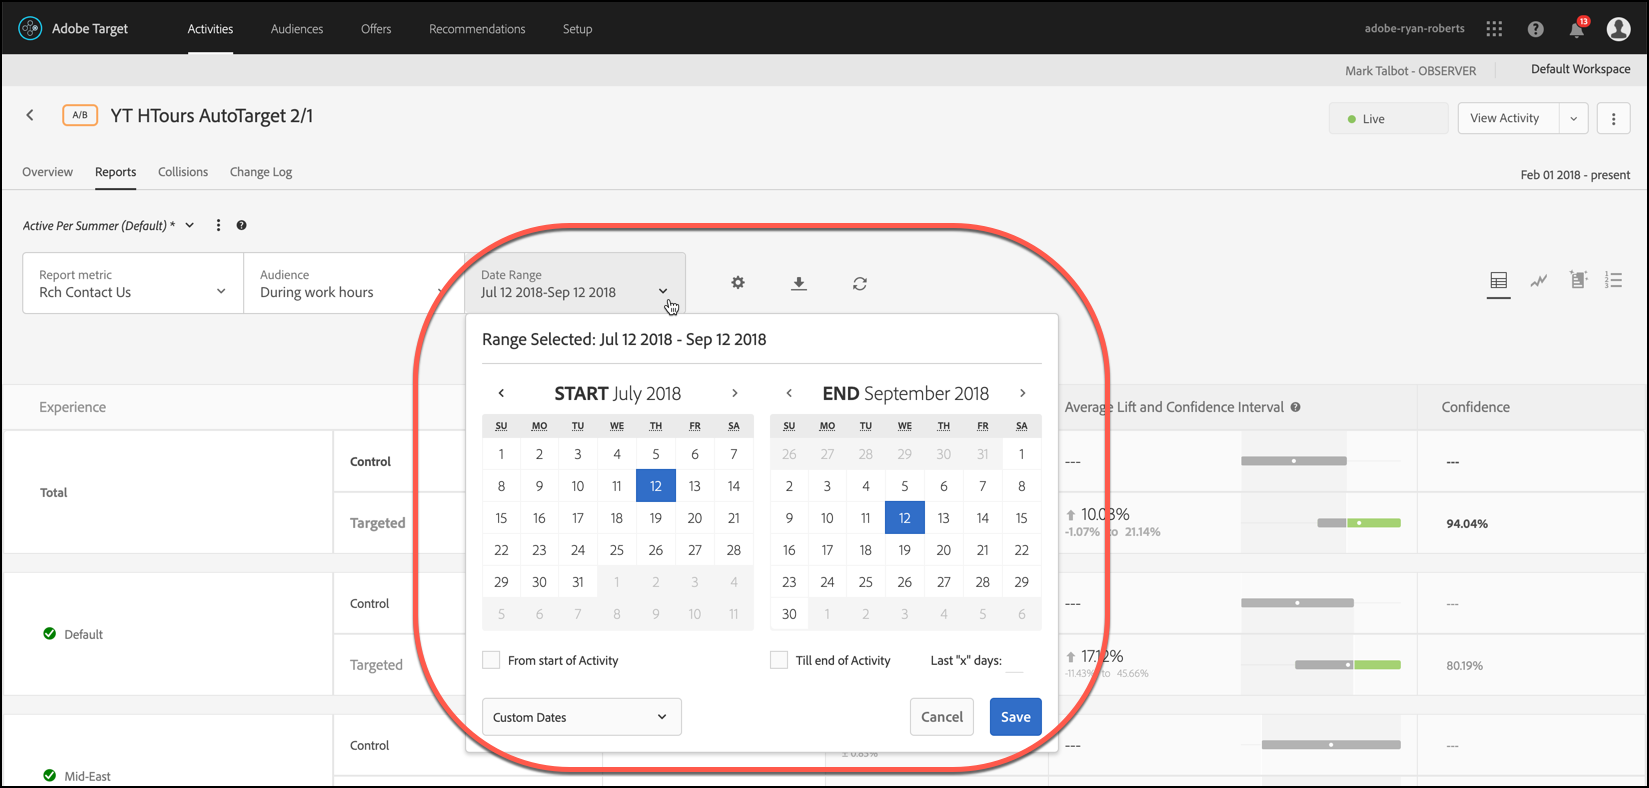 Adobe Target
Activities
Audiences
Offers
Recommendations
Setup
adobe-ryan-roberts
13
Mark Talbot - OBSERVER
Default Workspace
A/B
YT HTours AutoTarget 2/1
Live
View Activity
Overview
Reports
Collisions
Change Log
Feb 01 2018 - present
Active Per Summer (Default) *
Report metric
Rch Contact Us
Audience
During work hours
Date Range
Jul 12 2018-Sep 12 2018
Range Selected: Jul 12 2018 - Sep 12 2018
START July 2018
SU MO TU WE TH FR SA
1 2 3 4 5 6 7
8 9 10 11 12 13 14
15 16 17 18 19 20 21
22 23 24 25 26 27 28
29 30 31 1 2 3 4
5 6 7 8 9 10 11
END September 2018
SU MO TU WE TH FR SA
26 27 28 29 30 31 1
2 3 4 5 6 7 8
9 10 11 12 13 14 15
16 17 18 19 20 21 22
23 24 25 26 27 28 29
30 1 2 3 4 5 6
From start of Activity
Till end of Activity
Last "x" days:
Custom Dates
Cancel
Save
Experience
Average Lift and Confidence Interval
Confidence
Total
Control
---
---
Targeted
10.03%
-1.07% to 21.14%
94.04%
Default
Control
---
---
Targeted
17.12%
-11.43% to 45.66%
80.19%
Mid-East
Control
---
---